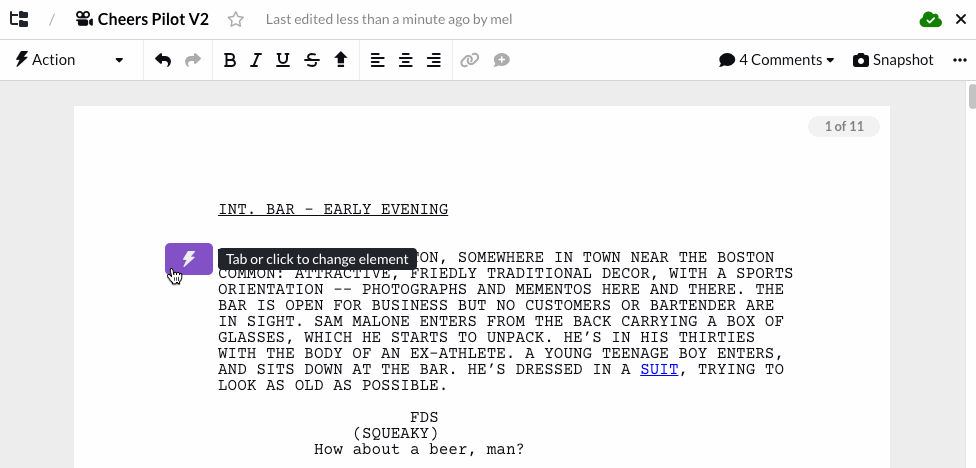 / Cheers Pilot V2 Last edited less than a minute ago by mel
Action B I U S 4 Comments Snapshot
1 of 11
INT. BAR - EARLY EVENING
Tab or click to change element
TON, SOMEWHERE IN TOWN NEAR THE BOSTON
COMMON: ATTRACTIVE, FRIEDLY TRADITIONAL DECOR, WITH A SPORTS
ORIENTATION -- PHOTOGRAPHS AND MEMENTOS HERE AND THERE. THE
BAR IS OPEN FOR BUSINESS BUT NO CUSTOMERS OR BARTENDER ARE
IN SIGHT. SAM MALONE ENTERS FROM THE BACK CARRYING A BOX OF
GLASSES, WHICH HE STARTS TO UNPACK. HE'S IN HIS THIRTIES
WITH THE BODY OF AN EX-ATHLETE. A YOUNG TEENAGE BOY ENTERS,
AND SITS DOWN AT THE BAR. HE'S DRESSED IN A SUIT, TRYING TO
LOOK AS OLD AS POSSIBLE.
FDS
(SQUEAKY)
How about a beer, man?